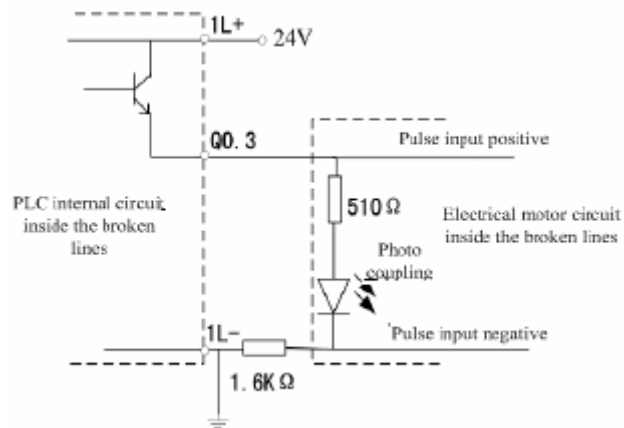 1L+
24V
Q0.3
Pulse input positive
PLC internal circuit
inside the broken
lines
510Ω
Electrical motor circuit
inside the broken lines
Photo
coupling
1L-
Pulse input negative
1.6KΩ